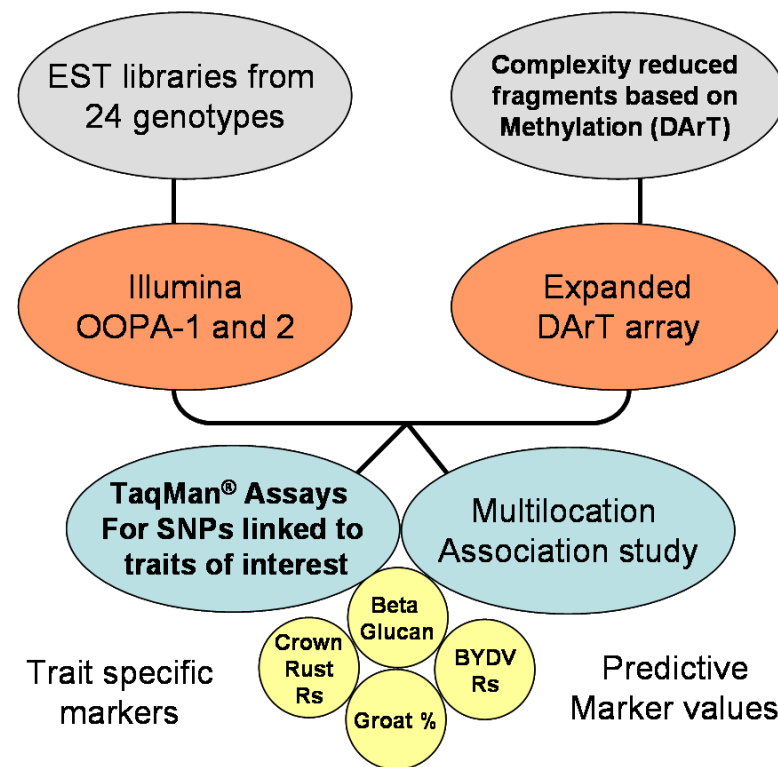 EST libraries from
24 genotypes
Complexity reduced
fragments based on
Methylation (DArT)
Illumina
OOPA-1 and 2
Expanded
DArT array
TaqMan® Assays
For SNPs linked to
traits of interest
Multilocation
Association study
Beta
Glucan
Crown
Rust
Rs
BYDV
Rs
Groat %
Trait specific
markers
Predictive
Marker values